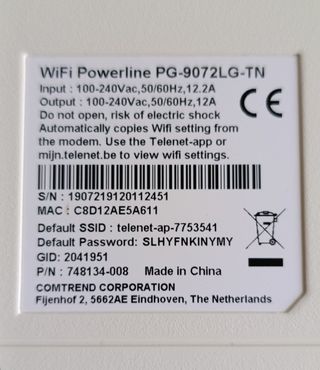 WiFi Powerline PG-9072LG-TN
Input : 100-240Vac,50/60Hz,12.2A
Output : 100-240Vac,50/60Hz,12A
Do not open, risk of electric shock
Automatically copies Wifi setting from
the modem. Use the Telenet-app or
mijn.telenet.be to view wifi settings.
CE
S/N : 1907219120112451
MAC : C8D12AE5A611
Default SSID : telenet-ap-7753541
Default Password: SLHYFNKINYMY
GID: 2041951
P/N : 748134-008 Made in China
COMTREND CORPORATION
Fijenhof 2, 5652AE Eindhoven, The Netherlands